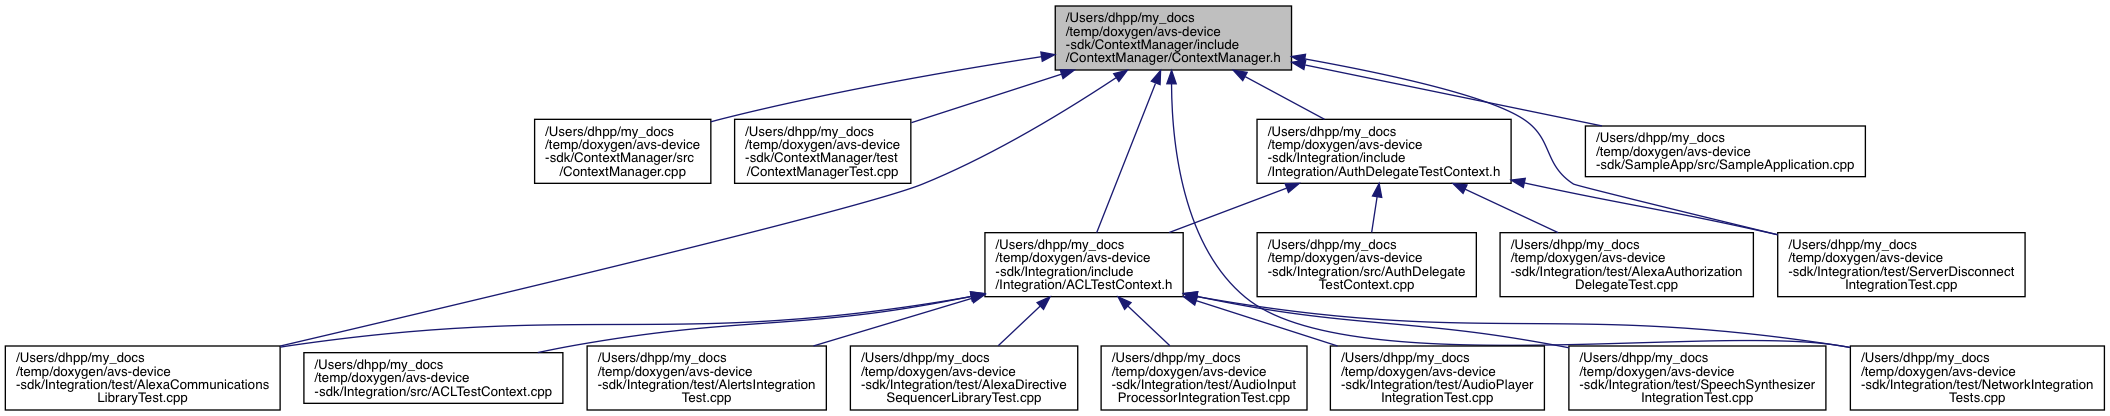 /Users/dhpp/my_docs
/temp/doxygen/avs-device
-sdk/ContextManager/include
/ContextManager/ContextManager.h
/Users/dhpp/my_docs
/temp/doxygen/avs-device
-sdk/ContextManager/src
/ContextManager.cpp
/Users/dhpp/my_docs
/temp/doxygen/avs-device
-sdk/ContextManager/test
/ContextManagerTest.cpp
/Users/dhpp/my_docs
/temp/doxygen/avs-device
-sdk/Integration/include
/Integration/AuthDelegateTestContext.h
/Users/dhpp/my_docs
/temp/doxygen/avs-device
-sdk/SampleApp/src/SampleApplication.cpp
/Users/dhpp/my_docs
/temp/doxygen/avs-device
-sdk/Integration/include
/Integration/ACLTestContext.h
/Users/dhpp/my_docs
/temp/doxygen/avs-device
-sdk/Integration/src/AuthDelegate
TestContext.cpp
/Users/dhpp/my_docs
/temp/doxygen/avs-device
-sdk/Integration/test/AlexaAuthorization
DelegateTest.cpp
/Users/dhpp/my_docs
/temp/doxygen/avs-device
-sdk/Integration/test/ServerDisconnect
IntegrationTest.cpp
/Users/dhpp/my_docs
/temp/doxygen/avs-device
-sdk/Integration/test/AlexaCommunications
LibraryTest.cpp
/Users/dhpp/my_docs
/temp/doxygen/avs-device
-sdk/Integration/src/ACLTestContext.cpp
/Users/dhpp/my_docs
/temp/doxygen/avs-device
-sdk/Integration/test/AlertsIntegration
Test.cpp
/Users/dhpp/my_docs
/temp/doxygen/avs-device
-sdk/Integration/test/AlexaDirective
SequencerLibraryTest.cpp
/Users/dhpp/my_docs
/temp/doxygen/avs-device
-sdk/Integration/test/AudioInput
ProcessorIntegrationTest.cpp
/Users/dhpp/my_docs
/temp/doxygen/avs-device
-sdk/Integration/test/AudioPlayer
IntegrationTest.cpp
/Users/dhpp/my_docs
/temp/doxygen/avs-device
-sdk/Integration/test/SpeechSynthesizer
IntegrationTest.cpp
/Users/dhpp/my_docs
/temp/doxygen/avs-device
-sdk/Integration/test/NetworkIntegration
Tests.cpp